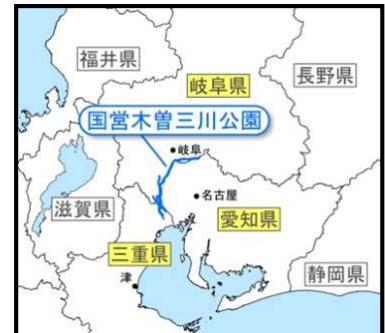 福井県
岐阜県
長野県
国営木曽三川公園
岐阜
名古屋
滋賀県
愛知県
三重県
津
静岡県